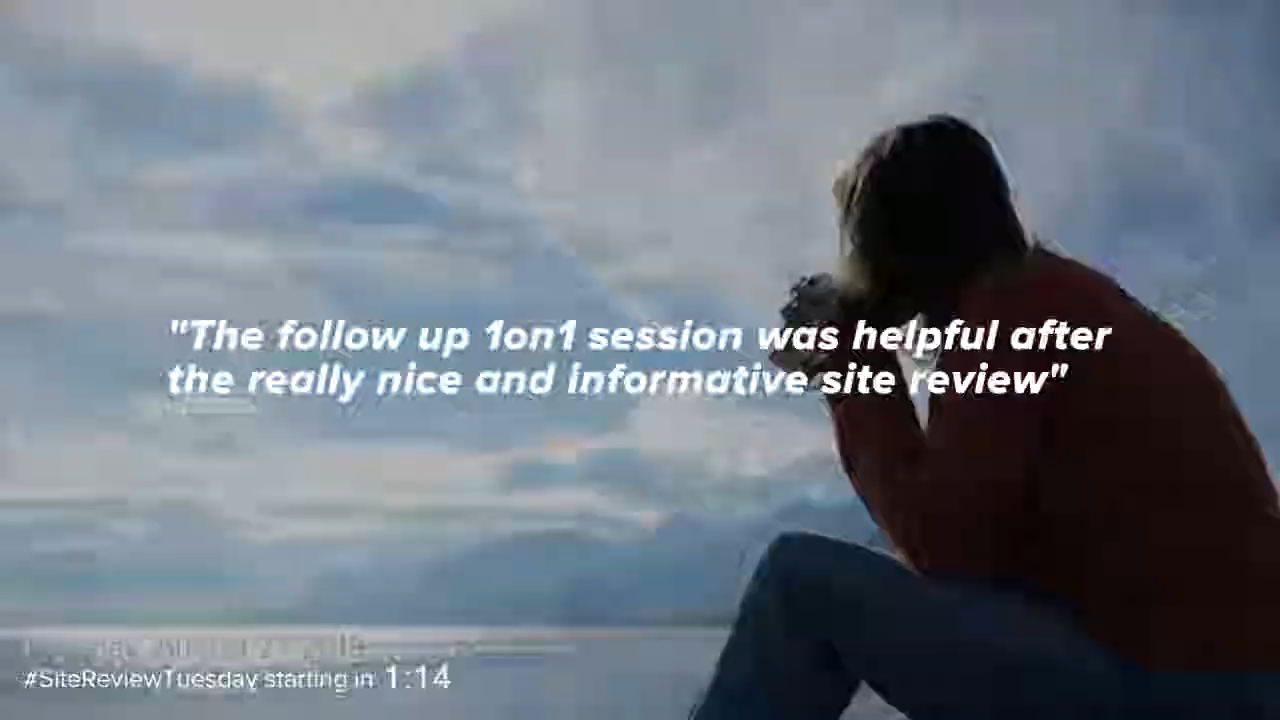 "The follow up 1on1 session was helpful after
the really nice and informative site review"
#SiteReviewTuesday starting in 1:14